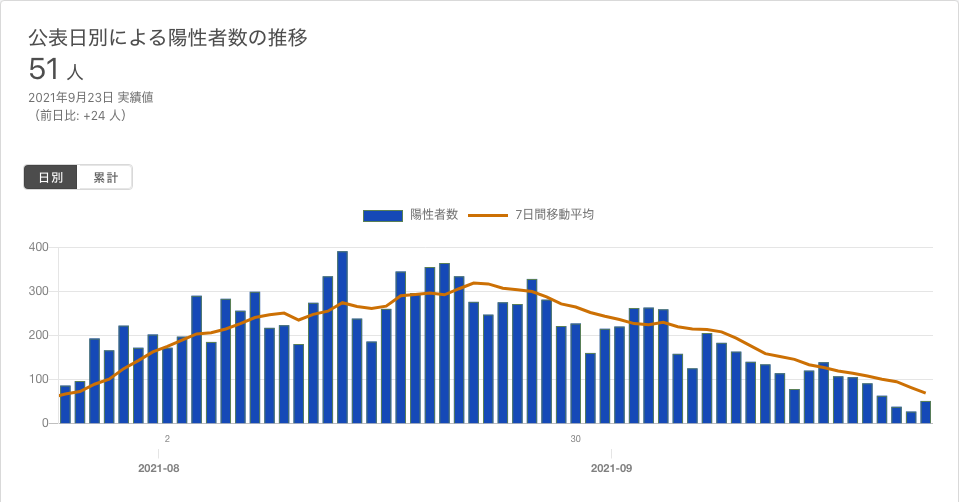 公表日別による陽性者数の推移
51 人
2021年9月23日 実績値
（前日比: +24 人）
日別 累計
陽性者数 7日間移動平均
400
300
200
100
0
2 30
2021-08 2021-09